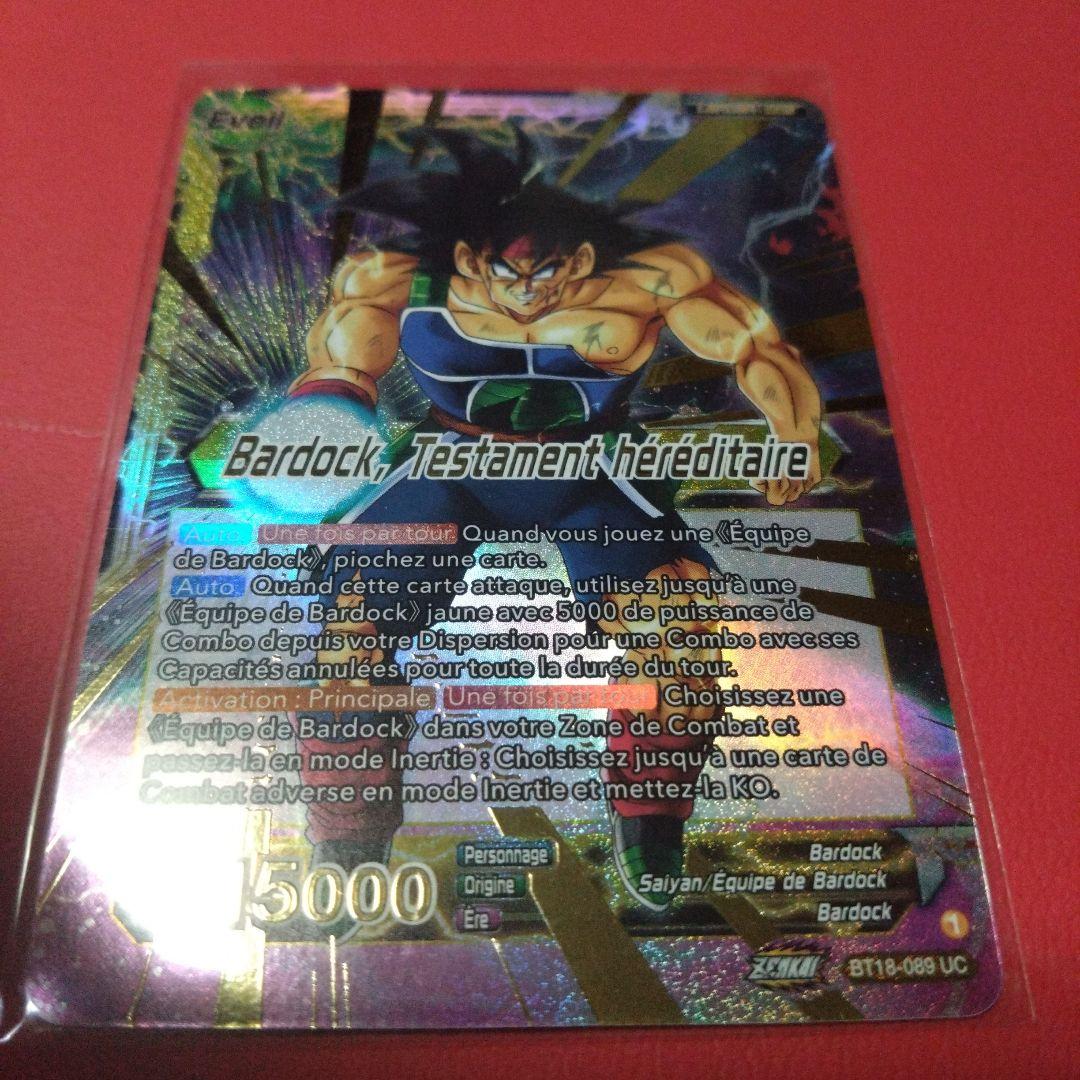 Éveil
Bardock, Testament héréditaire
Auto Une fois par tour Quand vous jouez une 《Équipe
de Bardock》, piochez une carte.
Auto Quand cette carte attaque, utilisez jusqu'à une
《Équipe de Bardock》 jaune avec 5000 de puissance de
Combo depuis votre Dispersion pour une Combo avec ses
Capacités annulées pour toute la durée du tour.
Activation : Principale Une fois par tour Choisissez une
《Équipe de Bardock》 dans votre Zone de Combat et
passez-la en mode Inertie : Choisissez jusqu'à une carte de
Combat adverse en mode Inertie et mettez-la KO.
15000
Personnage Bardock
Origine Saiyan/Équipe de Bardock
Ère Bardock
1
ZENKAI BT18-089 UC